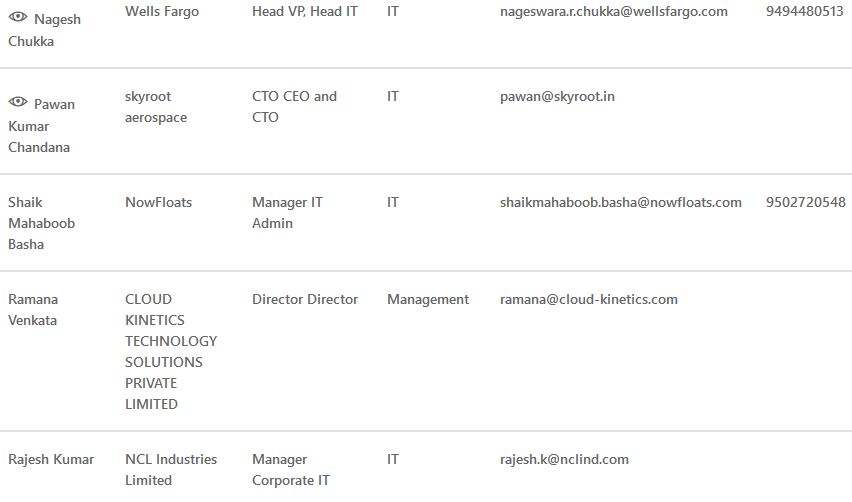 Nagesh Chukka Wells Fargo Head VP, Head IT IT nageswara.r.chukka@wellsfargo.com 9494480513
Pawan Kumar Chandana skyroot aerospace CTO CEO and CTO IT pawan@skyroot.in
Shaik Mahaboob Basha NowFloats Manager IT Admin IT shaikmahaboob.basha@nowfloats.com 9502720548
Ramana Venkata CLOUD KINETICS TECHNOLOGY SOLUTIONS PRIVATE LIMITED Director Director Management ramana@cloud-kinetics.com
Rajesh Kumar NCL Industries Limited Manager Corporate IT IT rajesh.k@nclind.com